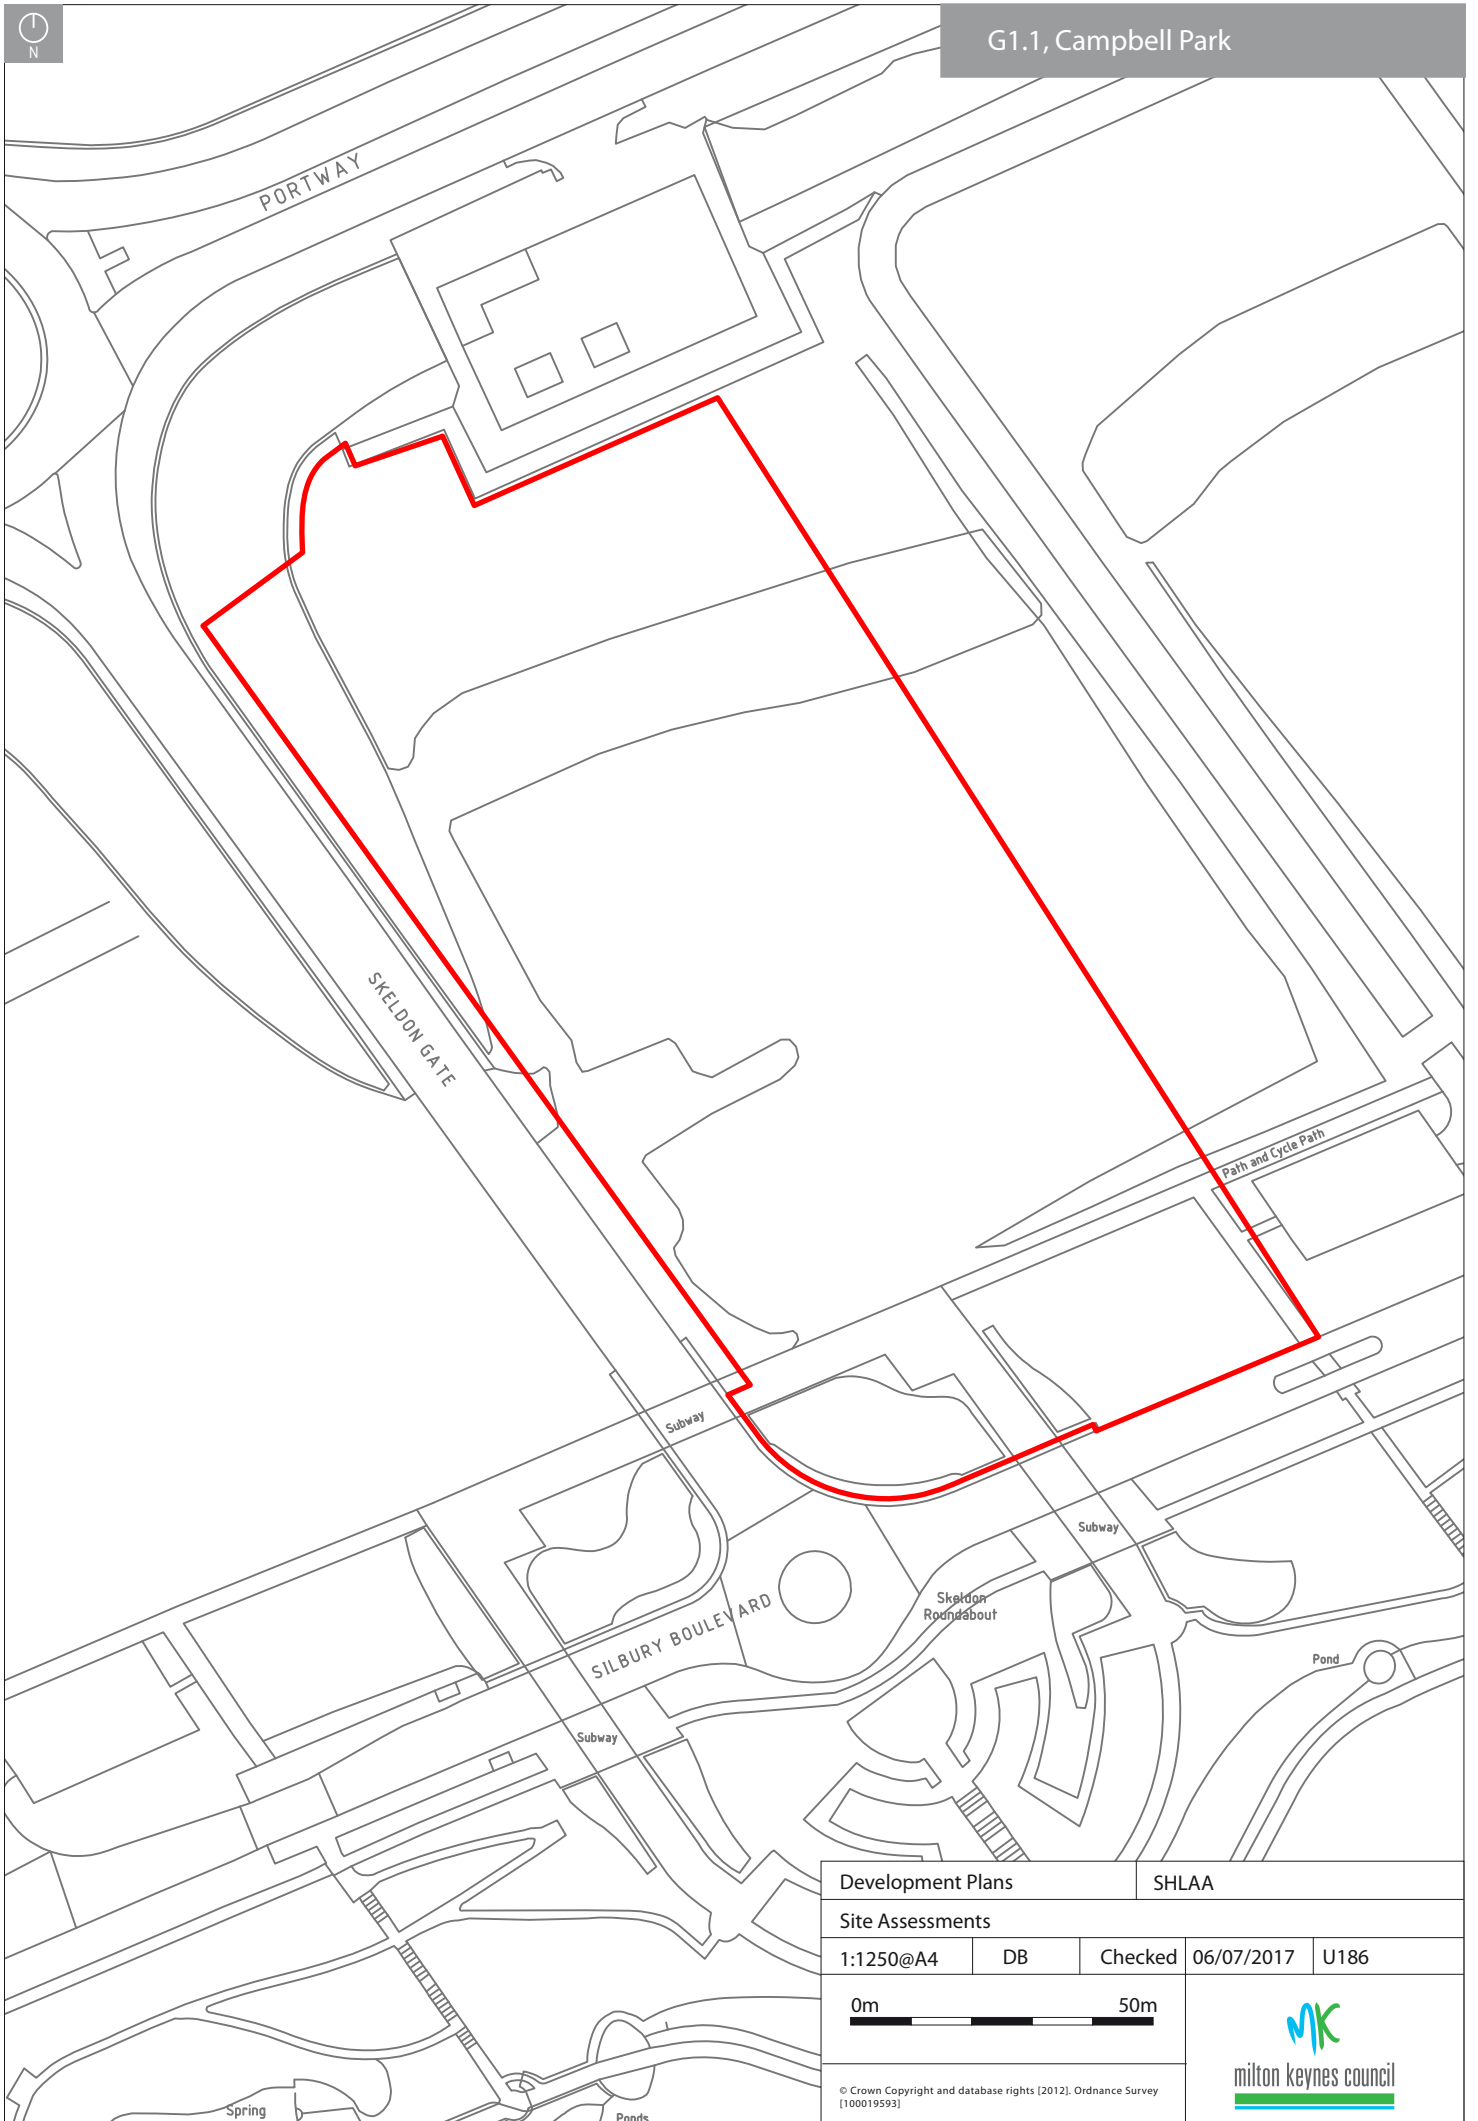 N
G1.1, Campbell Park
PORTWAY
SKELDON GATE
Path and Cycle Path
Subway
Subway
Skeldon
Roundabout
SILBURY BOULEVARD
Pond
Subway
Development Plans
SHLAA
Site Assessments
1:1250@A4
DB
Checked
06/07/2017
U186
0m
50m
milton keynes council
© Crown Copyright and database rights [2012]. Ordnance Survey
[100019593]
Spring
Ponds